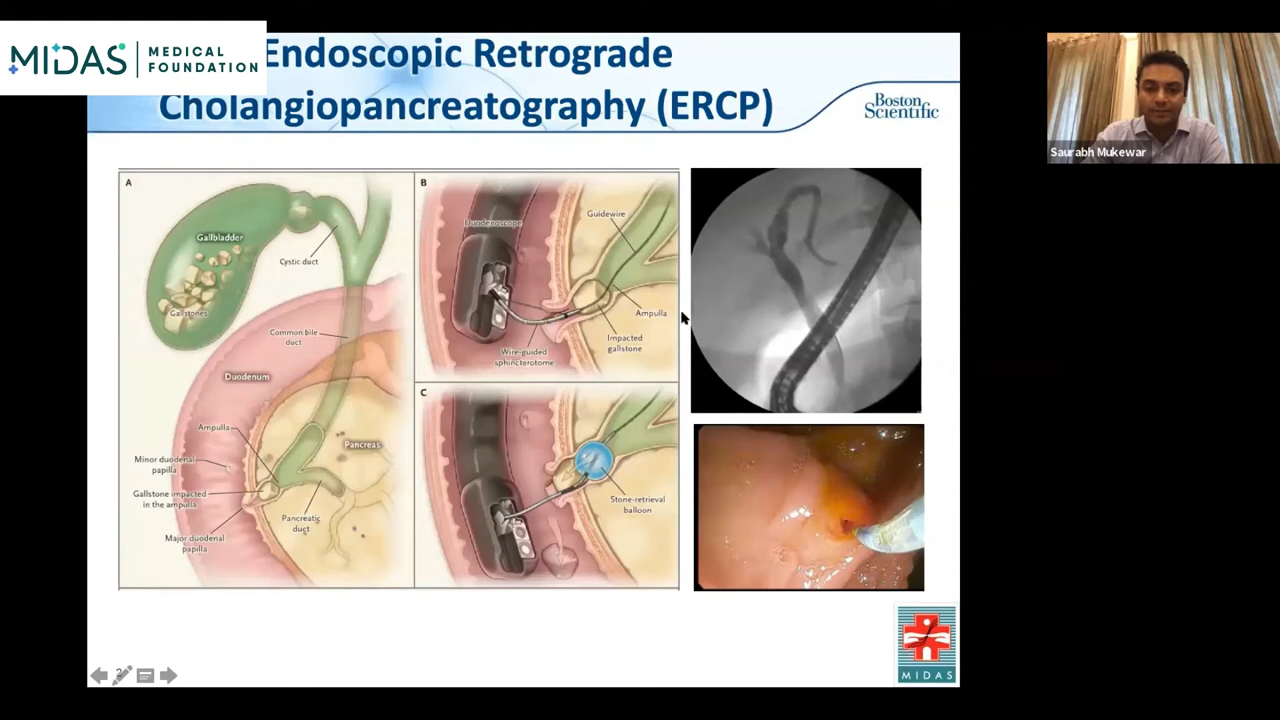 MIDAS
MEDICAL
FOUNDATION
Endoscopic Retrograde
Cholangiopancreatography (ERCP)
Boston
Scientific
Saurabh Mukewar
A
Gallbladder
Cystic duct
Gallstones
Common bile
duct
Duodenum
Ampulla
Pancreas
Minor duodenal
papilla
Gallstone impacted
in the ampulla
Pancreatic
duct
Major duodenal
papilla
B
Duodenoscope
Guidewire
Ampulla
Impacted
gallstone
Wire-guided
sphincterotome
C
Stone-retrieval
balloon
MIDAS